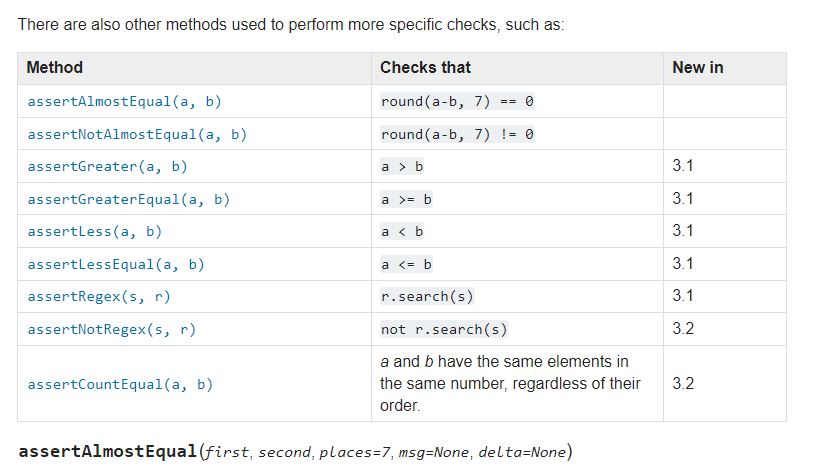 There are also other methods used to perform more specific checks, such as:
Method Checks that New in
assertAlmostEqual(a, b) round(a-b, 7) == 0
assertNotAlmostEqual(a, b) round(a-b, 7) != 0
assertGreater(a, b) a > b 3.1
assertGreaterEqual(a, b) a >= b 3.1
assertLess(a, b) a < b 3.1
assertLessEqual(a, b) a <= b 3.1
assertRegex(s, r) r.search(s) 3.1
assertNotRegex(s, r) not r.search(s) 3.2
a and b have the same elements in
assertCountEqual(a, b) the same number, regardless of their 3.2
order.
assertAlmostEqual(first, second, places=7, msg=None, delta=None)